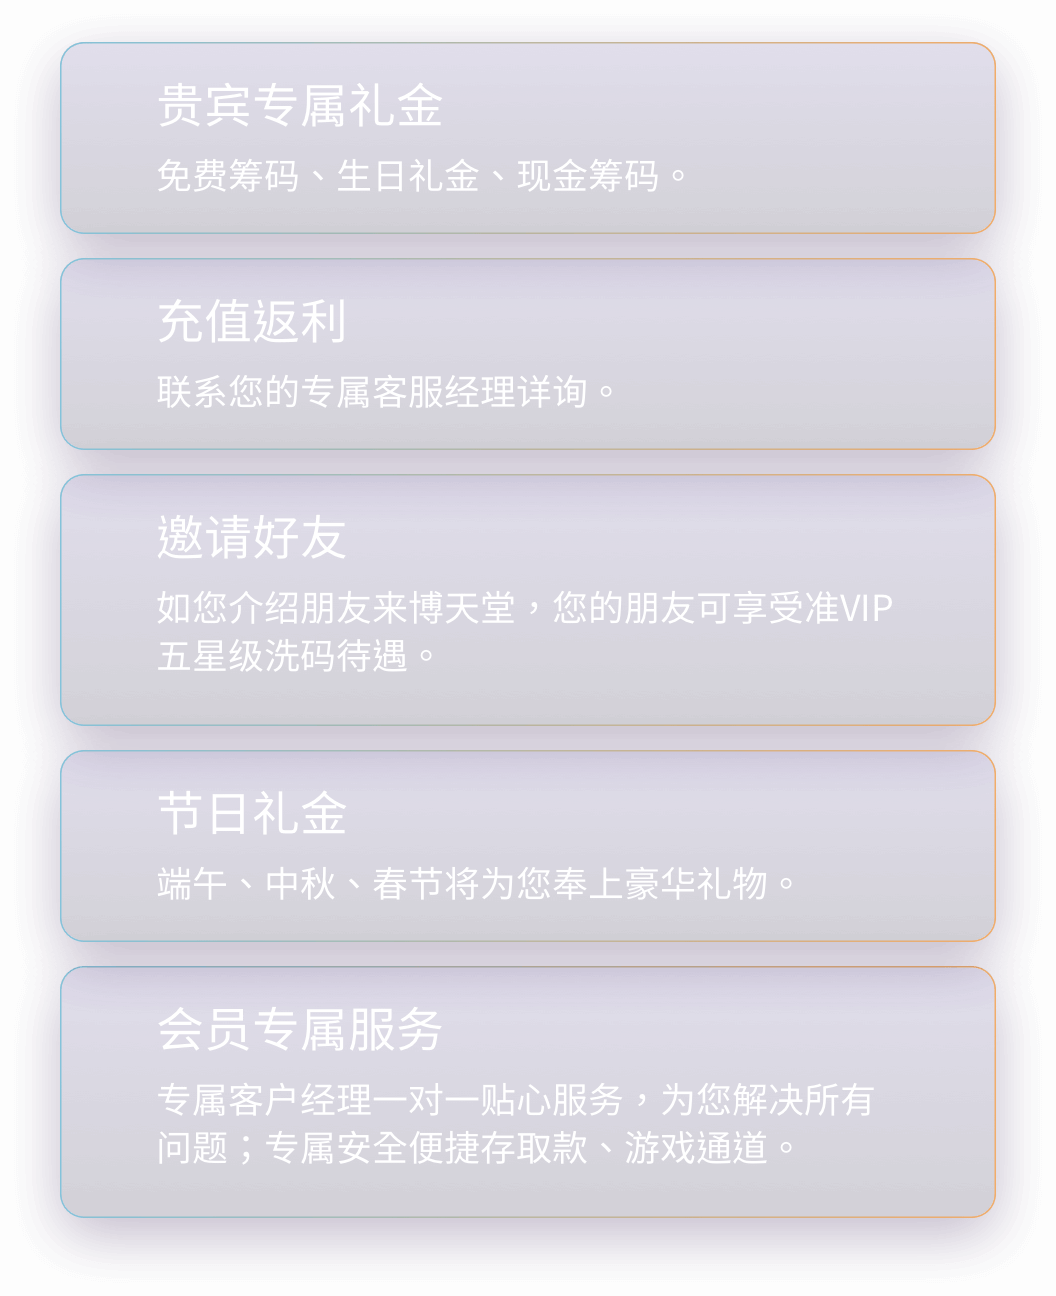 贵宾专属礼金
免费筹码、生日礼金、现金筹码。
充值返利
联系您的专属客服经理详询。
邀请好友
如您介绍朋友来博天堂，您的朋友可享受准VIP
五星级洗码待遇。
节日礼金
端午、中秋、春节将为您奉上豪华礼物。
会员专属服务
专属客户经理一对一贴心服务，为您解决所有
问题；专属安全便捷存取款、游戏通道。